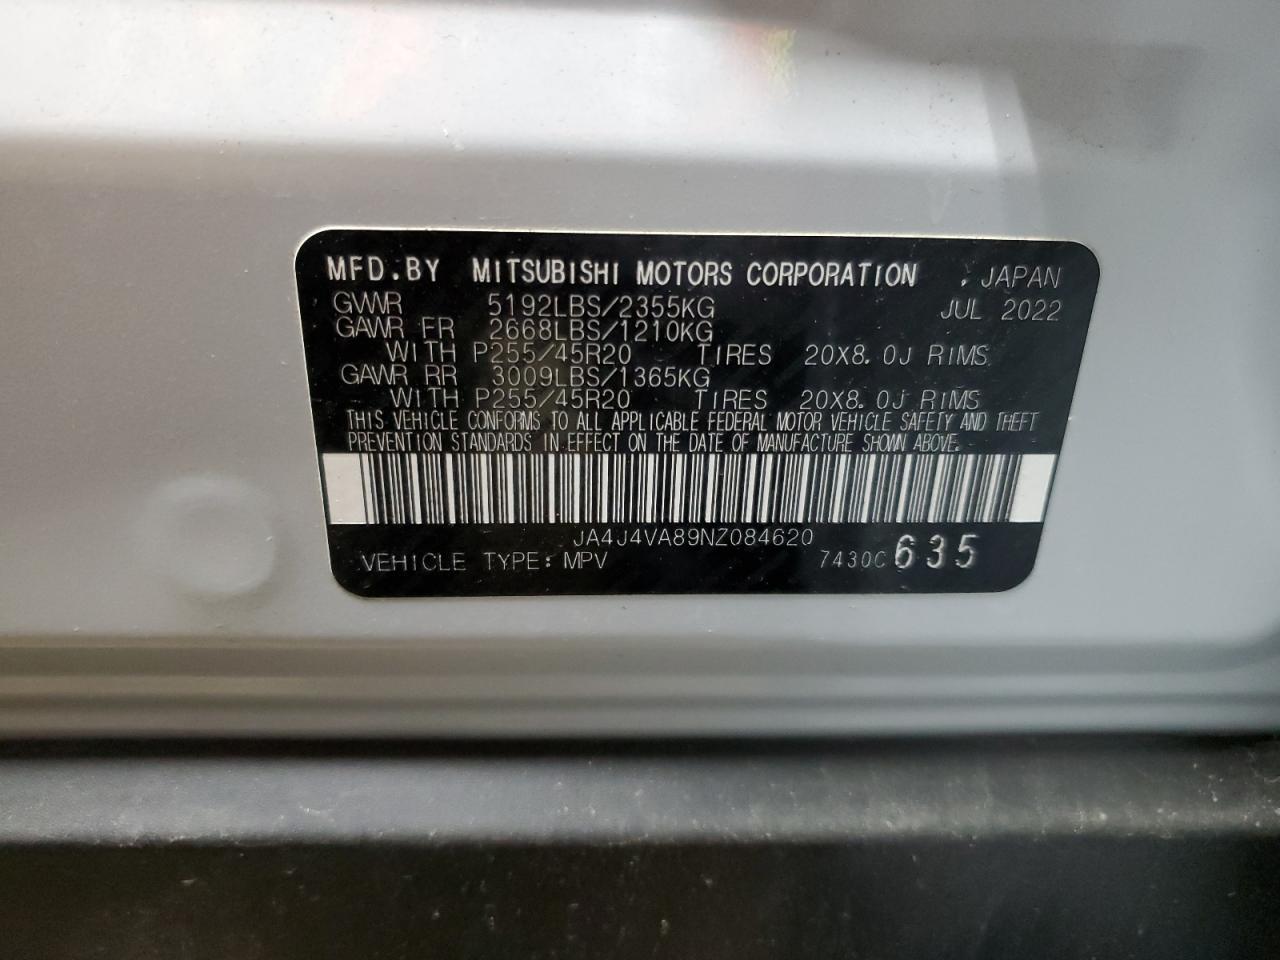 MFD.BY MITSUBISHI MOTORS CORPORATION , JAPAN
GVWR 5192LBS/2355KG JUL 2022
GAWR FR 2668LBS/1210KG
WITH P255/45R20 TIRES 20X8.0J RIMS
GAWR RR 3009LBS/1365KG
WITH P255/45R20 TIRES 20X8.0J RIMS
THIS VEHICLE CONFORMS TO ALL APPLICABLE FEDERAL MOTOR VEHICLE SAFETY AND THEFT
PREVENTION STANDARDS IN EFFECT ON THE DATE OF MANUFACTURE SHOWN ABOVE.
JA4J4VA89NZ084620
VEHICLE TYPE: MPV 7430C 635